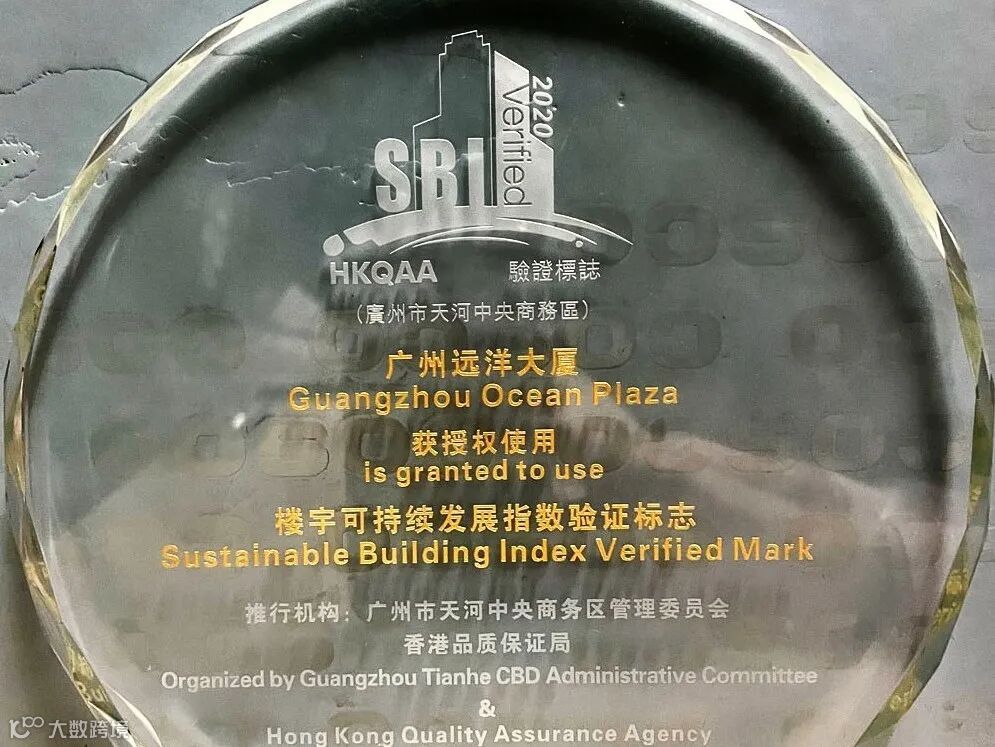 2020
Verified
SBI
HKQAA 驗證標誌
（廣州市天河中央商務區）
广州远洋大厦
Guangzhou Ocean Plaza
获授权使用
is granted to use
楼宇可持续发展指数验证标志
Sustainable Building Index Verified Mark
推行机构：广州市天河中央商务区管理委员会
香港品质保证局
Organized by Guangzhou Tianhe CBD Administrative Committee
&
Hong Kong Quality Assurance Agency
大数跨境